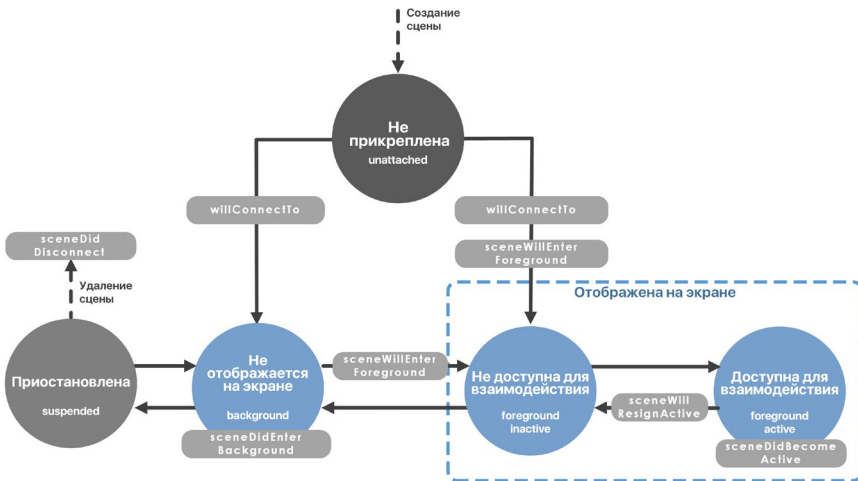 Создание
сцены
Не
прикреплена
unattached
willConnectTo
willConnectTo
sceneDid
Disconnect
sceneWillEnter
Foreground
Удаление
сцены
Отображена на экране
Приостановлена
suspended
Не
отображается
на экране
background
sceneDidEnter
Background
sceneWillEnter
Foreground
Не доступна для
взаимодействия
foreground
inactive
sceneWill
ResignActive
Доступна для
взаимодействия
foreground
active
sceneDidBecome
Active